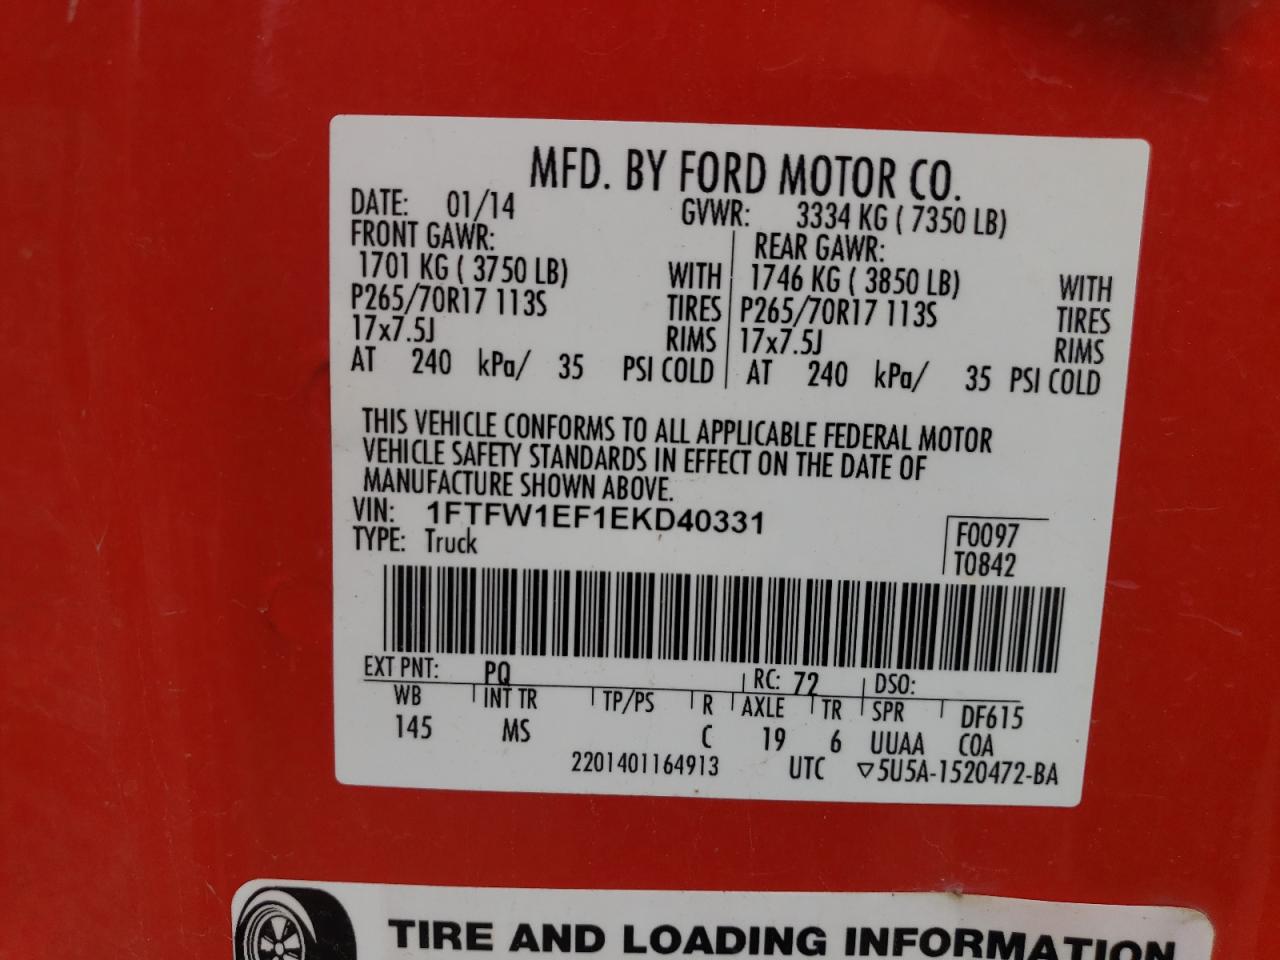 MFD. BY FORD MOTOR CO.
DATE: 01/14 GVWR: 3334 KG ( 7350 LB)
FRONT GAWR: REAR GAWR:
1701 KG ( 3750 LB) WITH 1746 KG ( 3850 LB) WITH
P265/70R17 113S TIRES P265/70R17 113S TIRES
17x7.5J RIMS 17x7.5J RIMS
AT 240 kPa/ 35 PSI COLD AT 240 kPa/ 35 PSI COLD
THIS VEHICLE CONFORMS TO ALL APPLICABLE FEDERAL MOTOR
VEHICLE SAFETY STANDARDS IN EFFECT ON THE DATE OF
MANUFACTURE SHOWN ABOVE.
VIN: 1FTFW1EF1EKD40331 F0097
TYPE: Truck T0842
EXT PNT: PQ RC: 72 DSO:
WB INT TR TP/PS R AXLE TR SPR DF615
145 MS C 19 6 UUAA COA
2201401164913 UTC ▽5U5A-1520472-BA
TIRE AND LOADING INFORMATION